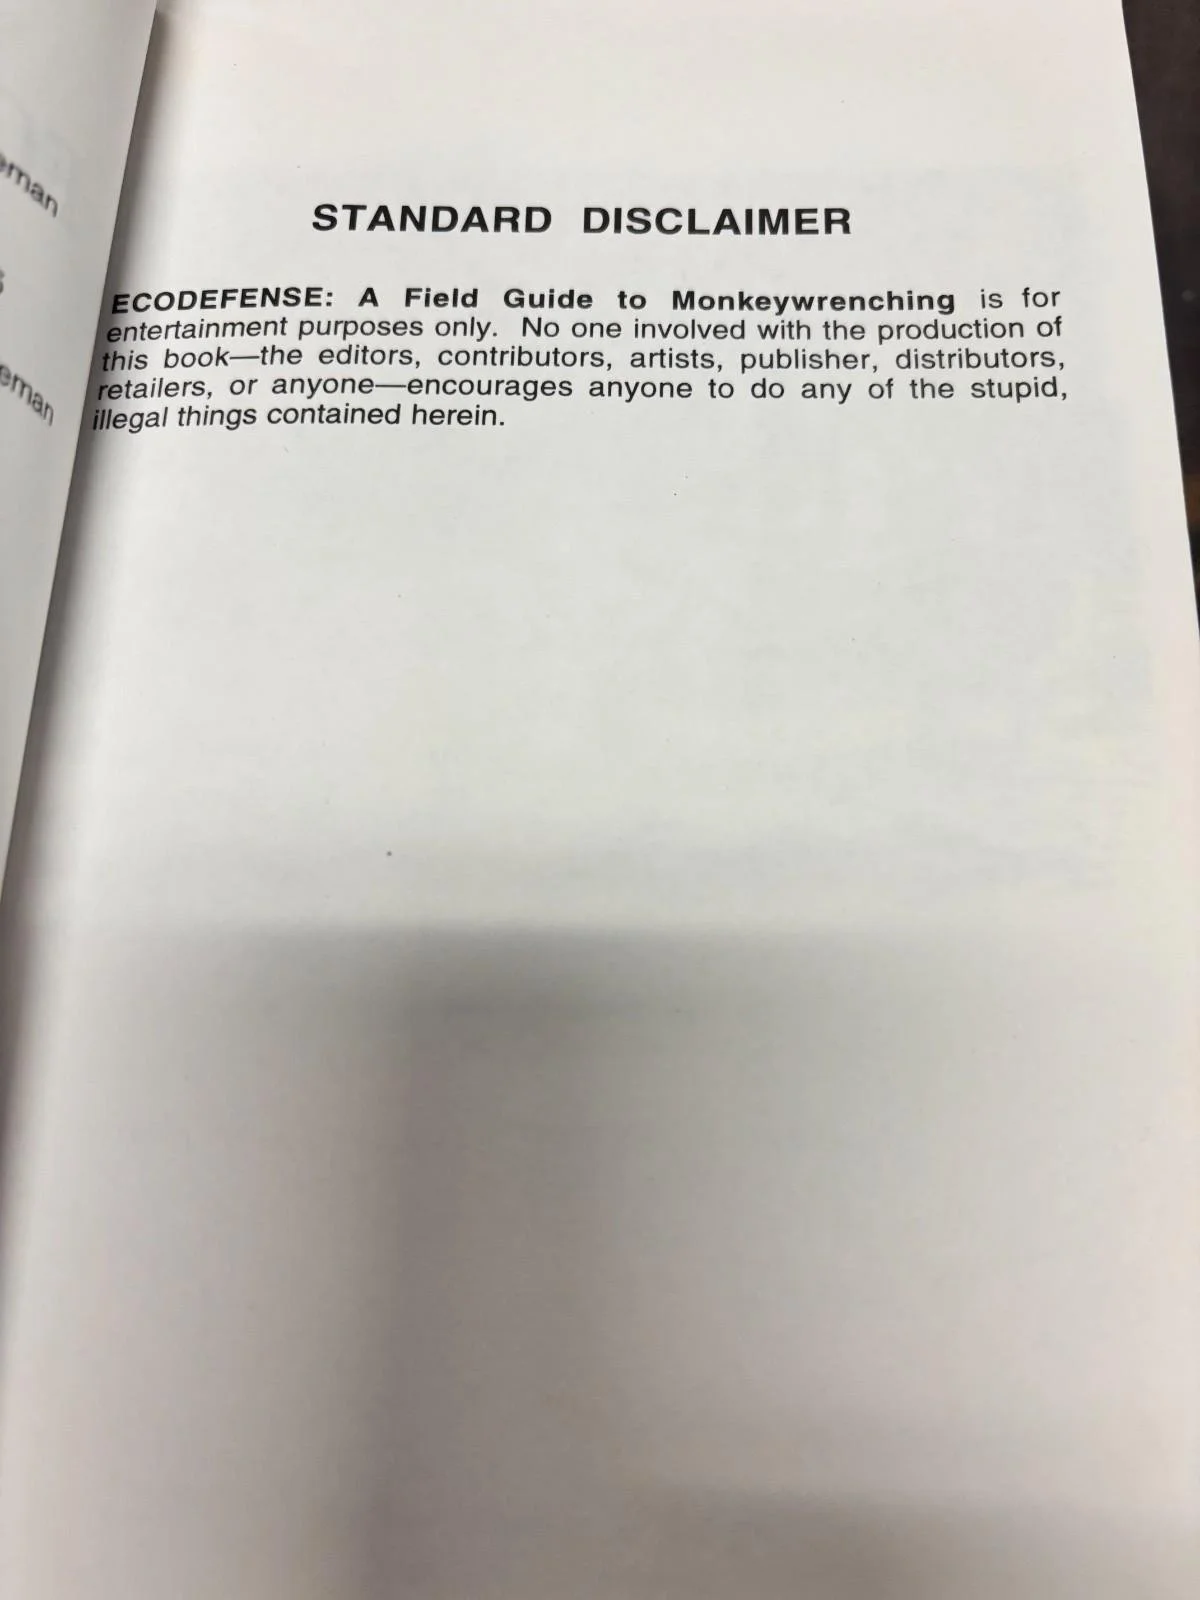 STANDARD DISCLAIMER
ECODEFENSE: A Field Guide to Monkeywrenching is for
entertainment purposes only. No one involved with the production of
this book—the editors, contributors, artists, publisher, distributors,
retailers, or anyone—encourages anyone to do any of the stupid,
illegal things contained herein.